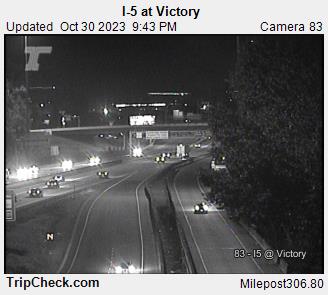 I-5 at Victory
Updated Oct 30 2023 9:43 PM Camera 83
T
N
83 - I5 @ Victory
TripCheck.com Milepost306.80